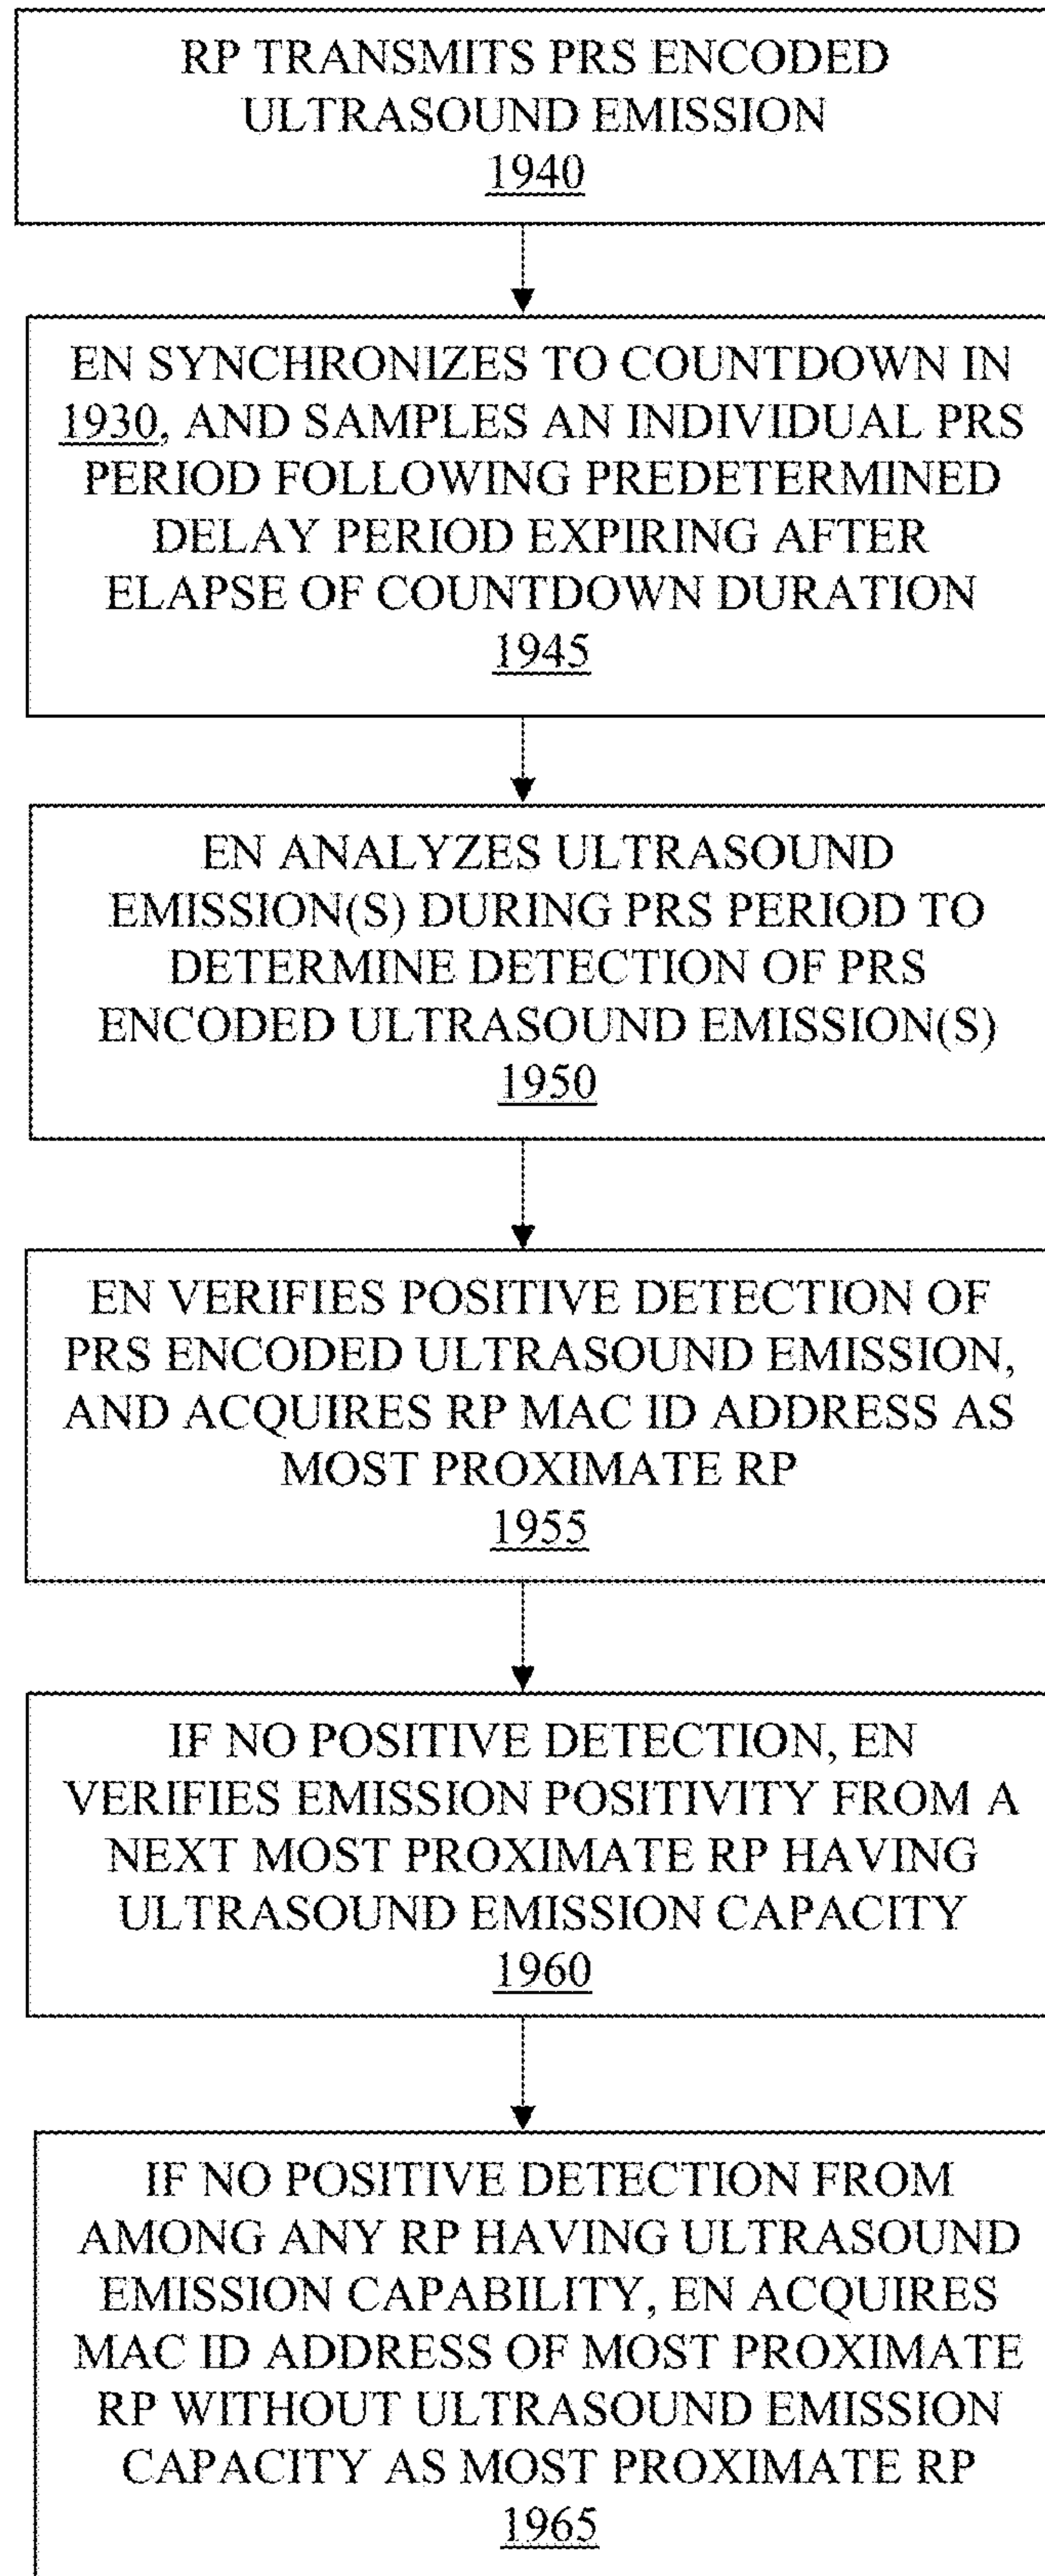 RP TRANSMITS PRS ENCODED
ULTRASOUND EMISSION
1940
EN SYNCHRONIZES TO COUNTDOWN IN
1930, AND SAMPLES AN INDIVIDUAL PRS
PERIOD FOLLOWING PREDETERMINED
DELAY PERIOD EXPIRING AFTER
ELAPSE OF COUNTDOWN DURATION
1945
EN ANALYZES ULTRASOUND
EMISSION(S) DURING PRS PERIOD TO
DETERMINE DETECTION OF PRS
ENCODED ULTRASOUND EMISSION(S)
1950
EN VERIFIES POSITIVE DETECTION OF
PRS ENCODED ULTRASOUND EMISSION,
AND ACQUIRES RP MAC ID ADDRESS AS
MOST PROXIMATE RP
1955
IF NO POSITIVE DETECTION, EN
VERIFIES EMISSION POSITIVITY FROM A
NEXT MOST PROXIMATE RP HAVING
ULTRASOUND EMISSION CAPACITY
1960
IF NO POSITIVE DETECTION FROM
AMONG ANY RP HAVING ULTRASOUND
EMISSION CAPABILITY, EN ACQUIRES
MAC ID ADDRESS OF MOST PROXIMATE
RP WITHOUT ULTRASOUND EMISSION
CAPACITY AS MOST PROXIMATE RP
1965